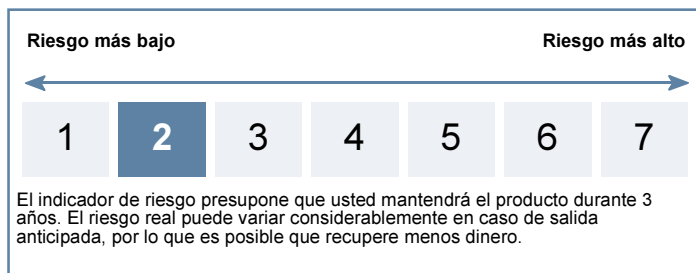 Riesgo más bajo Riesgo más alto
1 2 3 4 5 6 7
El indicador de riesgo presupone que usted mantendrá el producto durante 3
años. El riesgo real puede variar considerablemente en caso de salida
anticipada, por lo que es posible que recupere menos dinero.